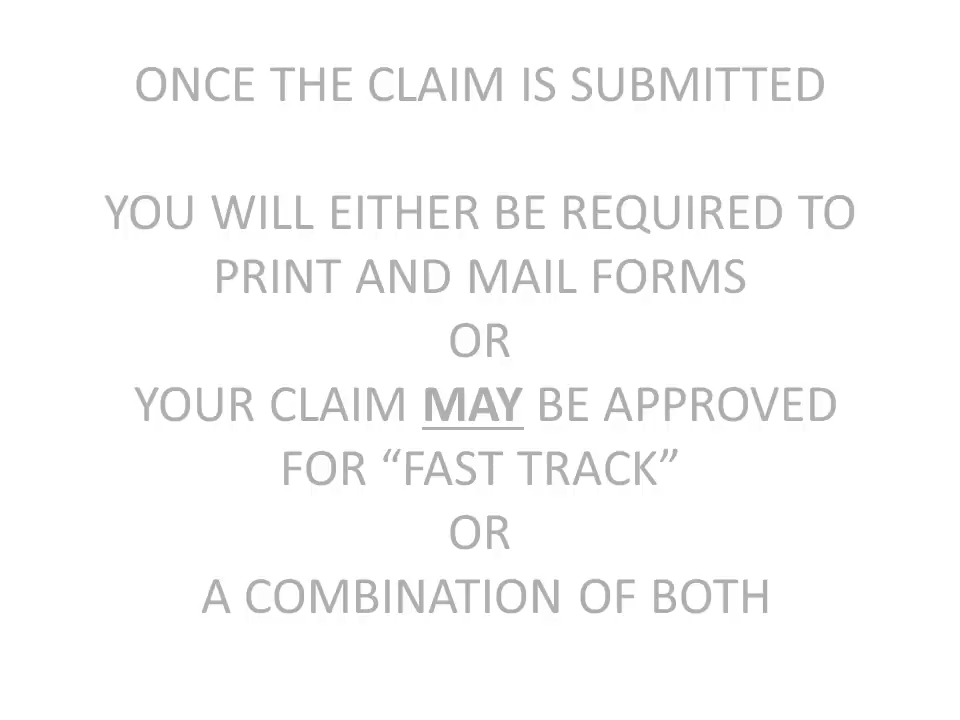 ONCE THE CLAIM IS SUBMITTED
YOU WILL EITHER BE REQUIRED TO
PRINT AND MAIL FORMS
OR
YOUR CLAIM MAY BE APPROVED
FOR “FAST TRACK”
OR
A COMBINATION OF BOTH